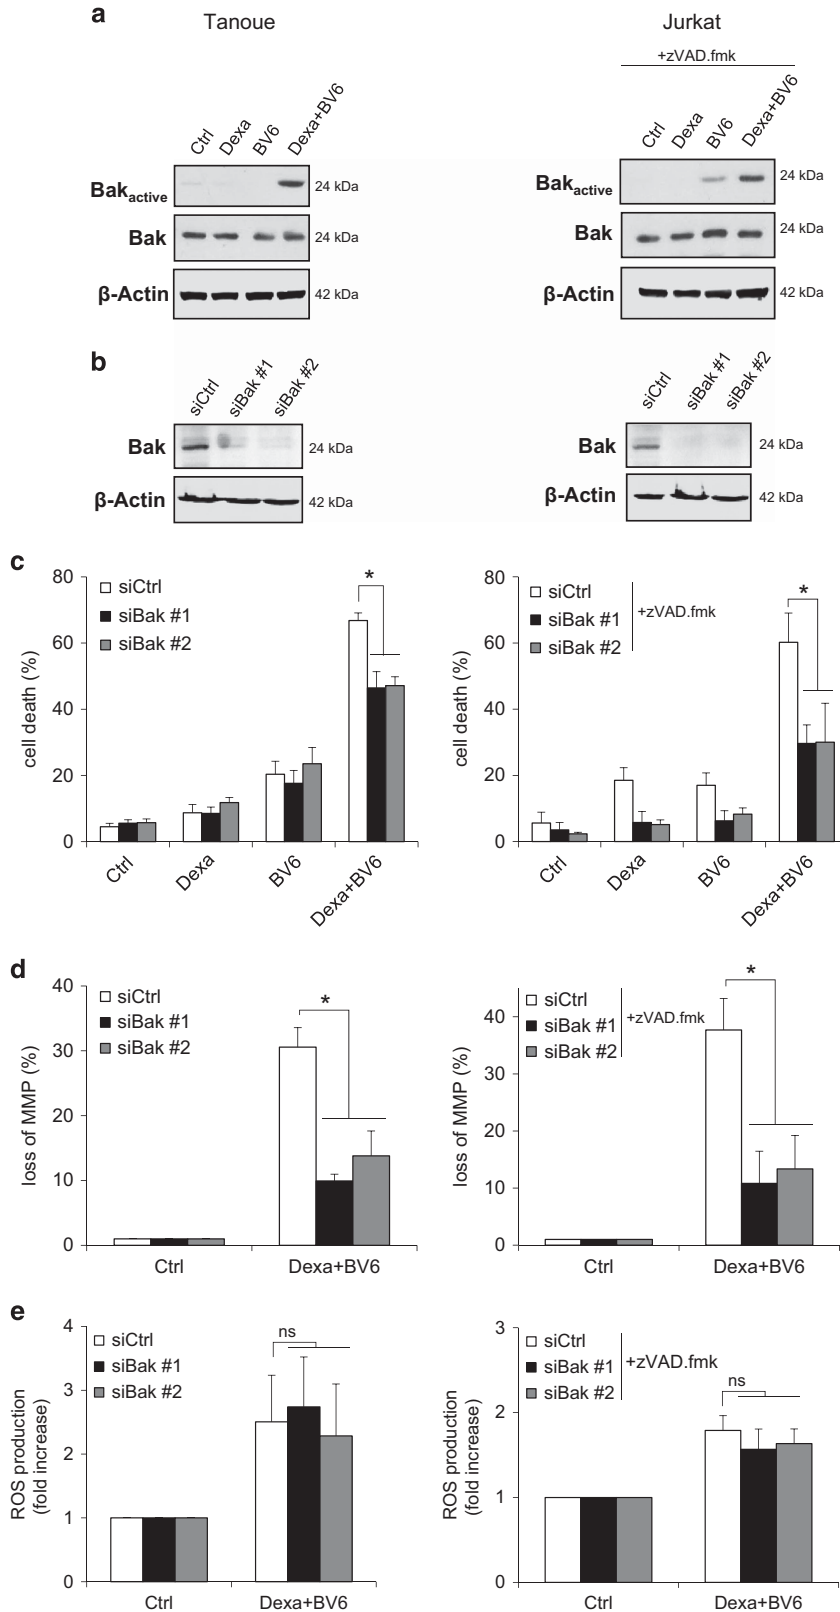 a
Tanoue
Jurkat
+zVAD.fmk
Ctrl
Dexa
BV6
Dexa+BV6
Ctrl
Dexa
BV6
Dexa+BV6
Bakactive
24 kDa
Bakactive
24 kDa
Bak
24 kDa
Bak
24 kDa
β-Actin
42 kDa
β-Actin
42 kDa
b
siCtrl
siBak #1
siBak #2
siCtrl
siBak #1
siBak #2
Bak
24 kDa
Bak
24 kDa
β-Actin
42 kDa
β-Actin
42 kDa
c
cell death (%)
80
60
40
20
0
siCtrl
siBak #1
siBak #2
*
Ctrl
Dexa
BV6
Dexa+BV6
cell death (%)
80
60
40
20
0
siCtrl
siBak #1
siBak #2
+zVAD.fmk
*
Ctrl
Dexa
BV6
Dexa+BV6
d
loss of MMP (%)
40
30
20
10
0
siCtrl
siBak #1
siBak #2
*
Ctrl
Dexa+BV6
loss of MMP (%)
40
30
20
10
0
siCtrl
siBak #1
siBak #2
+zVAD.fmk
*
Ctrl
Dexa+BV6
e
ROS production
(fold increase)
4
3
2
1
0
siCtrl
siBak #1
siBak #2
ns
Ctrl
Dexa+BV6
ROS production
(fold increase)
3
2
1
0
siCtrl
siBak #1
siBak #2
+zVAD.fmk
ns
Ctrl
Dexa+BV6